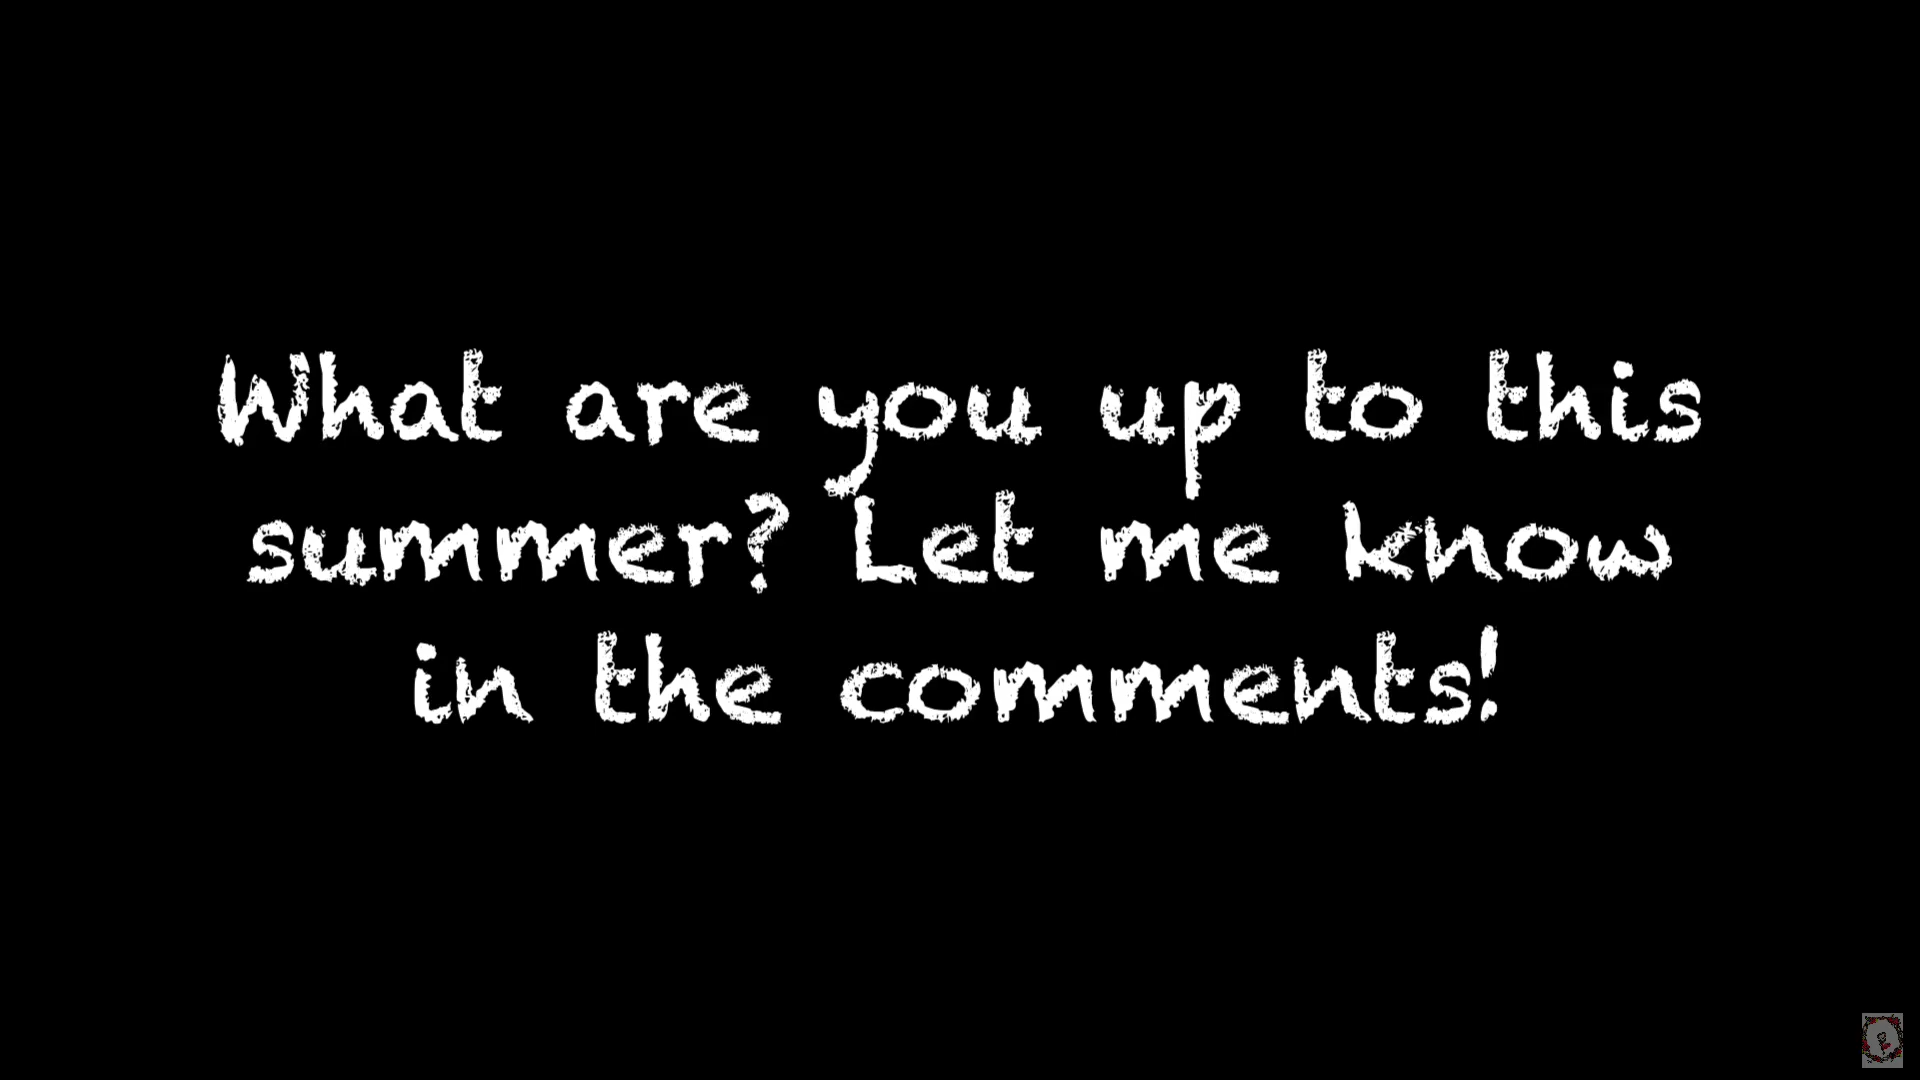 What are you up to this
summer? Let me know
in the comments!